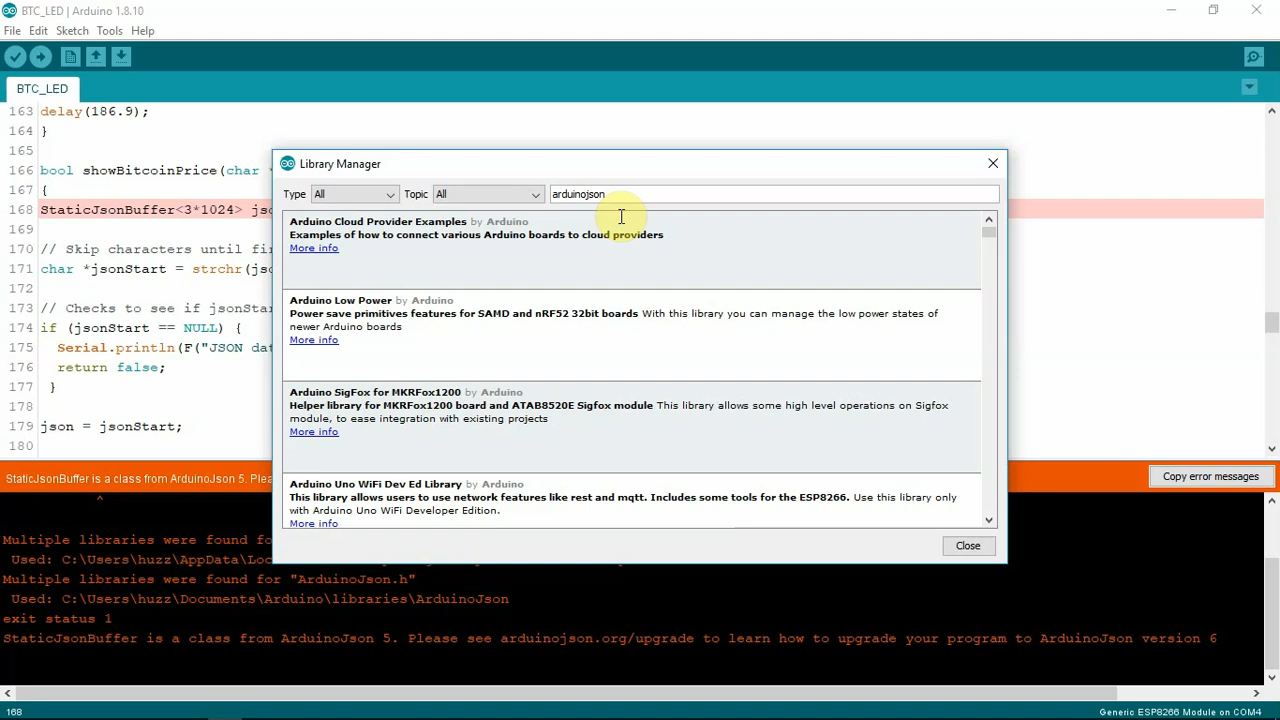 BTC_LED | Arduino 1.8.10
File Edit Sketch Tools Help
BTC_LED
163 delay(186.9);
164 }
165
166 bool showBitcoinPrice(char *
167 {
168 StaticJsonBuffer<3*1024> jso
169
170 // Skip characters until fir
171 char *jsonStart = strchr(jso
172
173 // Checks to see if jsonStar
174 if (jsonStart == NULL) {
175 Serial.println(F("JSON dat
176 return false;
177 }
178
179 json = jsonStart;
180
Library Manager
Type All Topic All arduinojson
Arduino Cloud Provider Examples by Arduino
Examples of how to connect various Arduino boards to cloud providers
More info
Arduino Low Power by Arduino
Power save primitives features for SAMD and nRF52 32bit boards With this library you can manage the low power states of
newer Arduino boards
More info
Arduino SigFox for MKRFox1200 by Arduino
Helper library for MKRFox1200 board and ATAB8520E Sigfox module This library allows some high level operations on Sigfox
module, to ease integration with existing projects
More info
Arduino Uno WiFi Dev Ed Library by Arduino
This library allows users to use network features like rest and mqtt. Includes some tools for the ESP8266. Use this library only
with Arduino Uno WiFi Developer Edition.
More info
Close
StaticJsonBuffer is a class from ArduinoJson 5. Plea
Copy error messages
^
Multiple libraries were found fo
Used: C:\Users\huzz\AppData\Loc
Multiple libraries were found for "ArduinoJson.h"
Used: C:\Users\huzz\Documents\Arduino\libraries\ArduinoJson
exit status 1
StaticJsonBuffer is a class from ArduinoJson 5. Please see arduinojson.org/upgrade to learn how to upgrade your program to ArduinoJson version 6
168
Generic ESP8266 Module on COM4